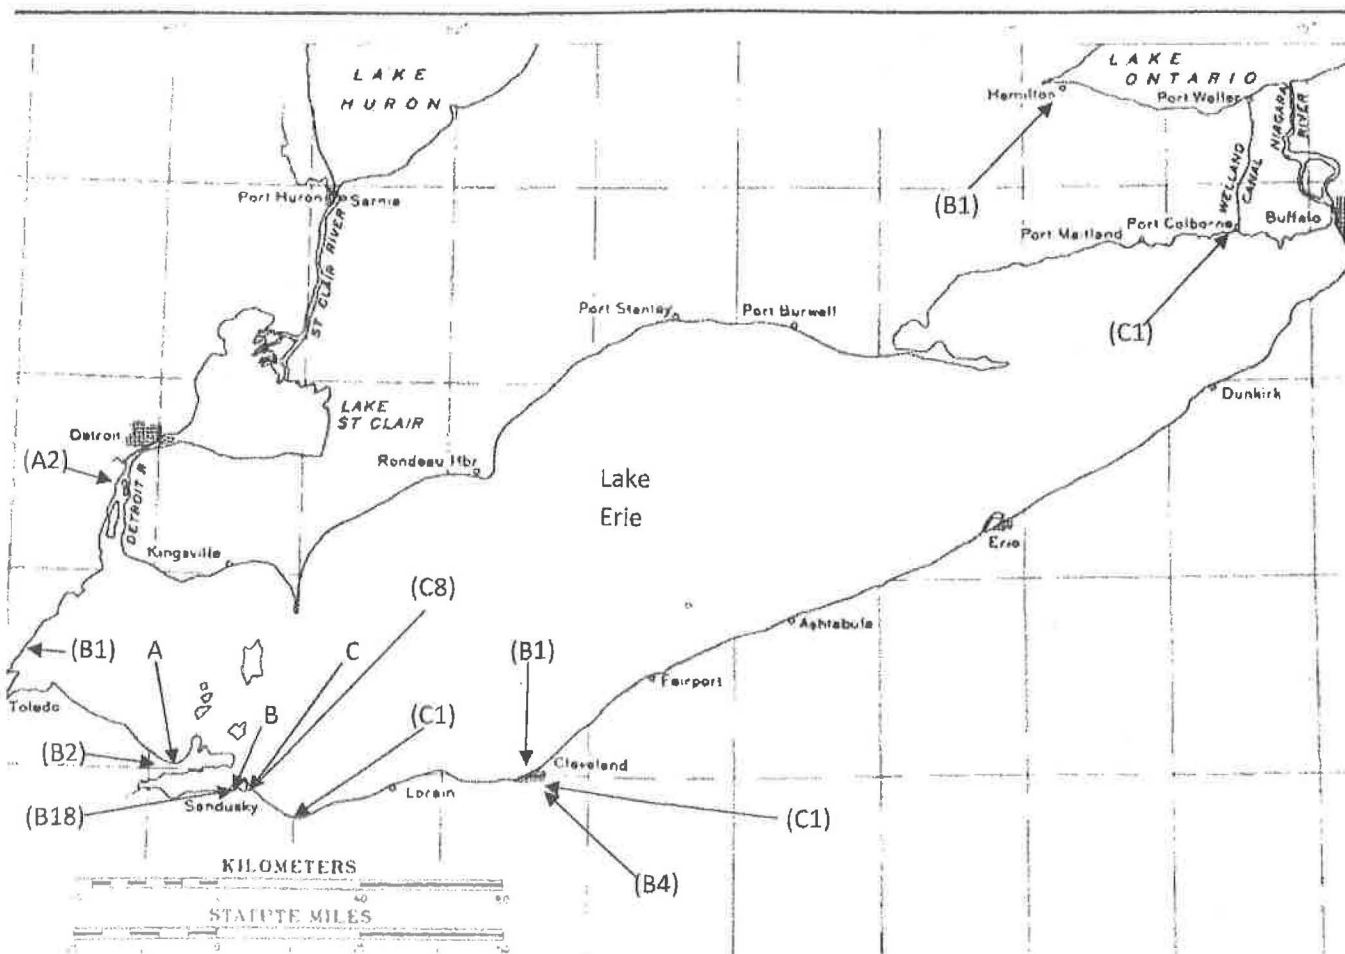 LAKE
HURON
LAKE
ONTARIO
Hamilton
Port Weller
NIAGARA
RIVER
(B1)
WELLAND
CANAL
Port Huron
Sarnia
ST CLAIR RIVER
Port Maitland
Port Colborne
Buffalo
(C1)
Port Stanley
Port Burwell
Dunkirk
LAKE
ST CLAIR
Detroit
(A2)
DETROIT R
Rondeau Hbr
Lake
Erie
Erie
Kingsville
(C8)
Ashtabula
(B1)
A
C
(B1)
Fairport
Toledo
B
(C1)
(B2)
Cleveland
(B18)
Sandusky
Lorain
(C1)
(B4)
KILOMETERS
STATUTE MILES